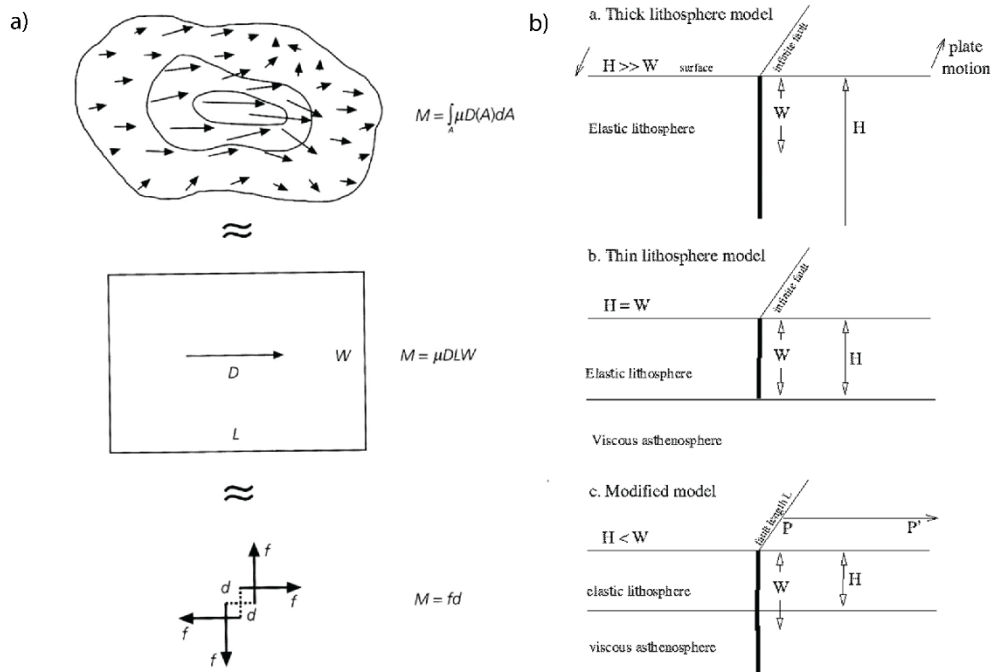 a)
M = ∫ μD(A)dA
A
≈
D
W
L
M = μDLW
≈
f
d
f
f
d
f
M = fd
b)
a. Thick lithosphere model
infinite fault
plate
motion
H >> W
surface
W
H
Elastic lithosphere
b. Thin lithosphere model
infinite fault
H = W
W
H
Elastic lithosphere
Viscous asthenosphere
c. Modified model
fault length L
P
P'
H < W
W
H
elastic lithosphere
viscous asthenosphere